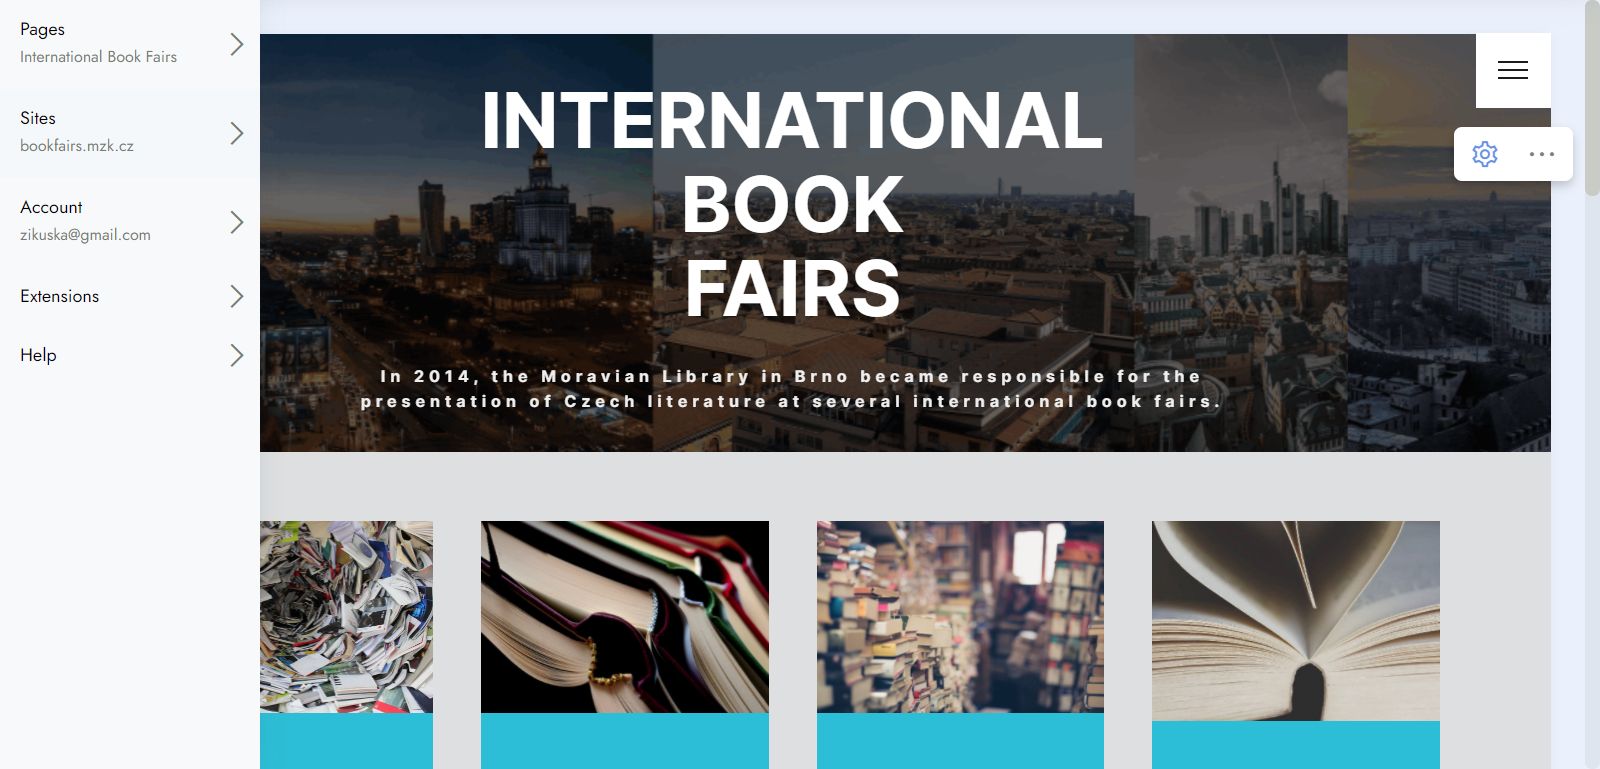 Pages
International Book Fairs
Sites
bookfairs.mzk.cz
Account
zikuska@gmail.com
Extensions
Help
INTERNATIONAL
BOOK
FAIRS
In 2014, the Moravian Library in Brno became responsible for the
presentation of Czech literature at several international book fairs.